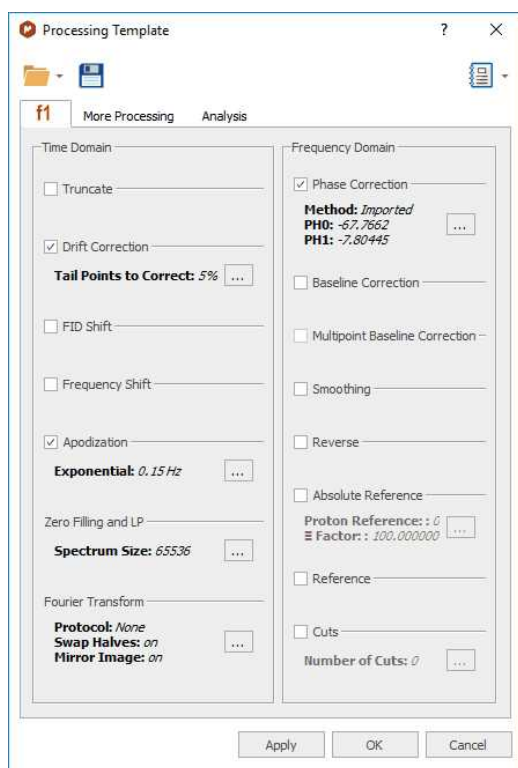 Processing Template
f1
More Processing
Analysis
Time Domain
Truncate
Drift Correction
Tail Points to Correct: 5% ...
FID Shift
Frequency Shift
Apodization
Exponential: 0.15 Hz ...
Zero Filling and LP
Spectrum Size: 65536 ...
Fourier Transform
Protocol: None
Swap Halves: on ...
Mirror Image: on
Frequency Domain
Phase Correction
Method: Imported
PH0: -67.7662 ...
PH1: -7.80445
Baseline Correction
Multipoint Baseline Correction
Smoothing
Reverse
Absolute Reference
Proton Reference: : 0
Ξ Factor: : 100.000000 ...
Reference
Cuts
Number of Cuts: 0 ...
Apply
OK
Cancel